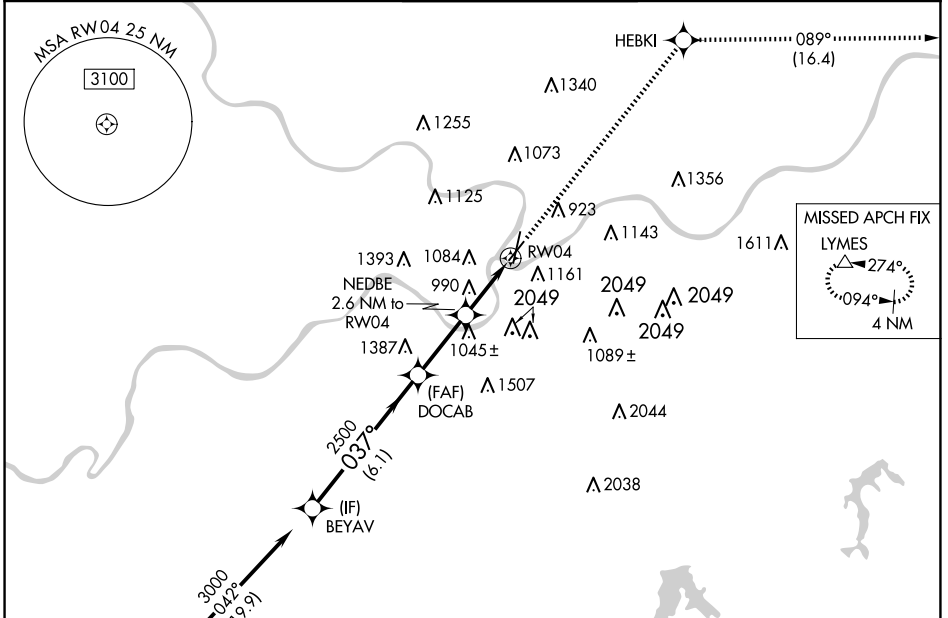 MSA RW04 25 NM
3100
HEBKI
089°
(16.4)
1340
1255
1073
1125
1356
923
MISSED APCH FIX
LYMES
274°
094°
4 NM
1143
1611
1393
1084
RW04
NEDBE
2.6 NM to
RW04
990
1161
2049
2049
2049
2049
1387
1045±
1089±
(FAF)
DOCAB
1507
2044
2500
037°
(6.1)
2038
(IF)
BEYAV
3000
042°